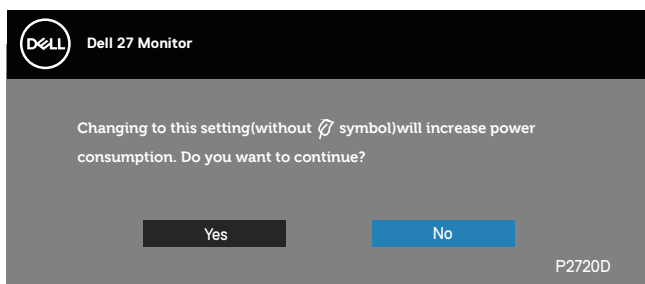 DELL
Dell 27 Monitor
Changing to this setting(without symbol)will increase power
consumption. Do you want to continue?
Yes
No
P2720D